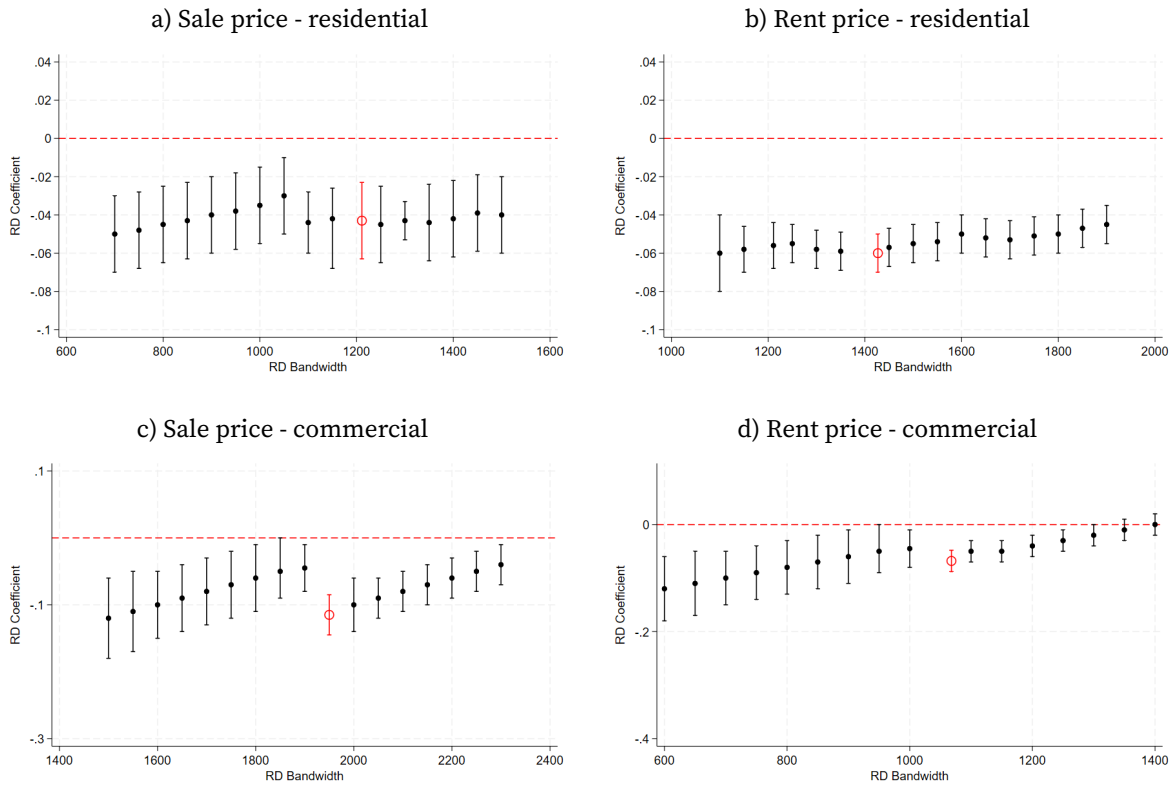 a) Sale price - residential
.04
.02
0
-.02
-.04
-.06
-.08
-.1
RD Coefficient
600 800 1000 1200 1400 1600
RD Bandwidth
b) Rent price - residential
.04
.02
0
-.02
-.04
-.06
-.08
-.1
RD Coefficient
1000 1200 1400 1600 1800 2000
RD Bandwidth
c) Sale price - commercial
.1
-.1
-.3
RD Coefficient
1400 1600 1800 2000 2200 2400
RD Bandwidth
d) Rent price - commercial
0
-.2
-.4
RD Coefficient
600 800 1000 1200 1400
RD Bandwidth